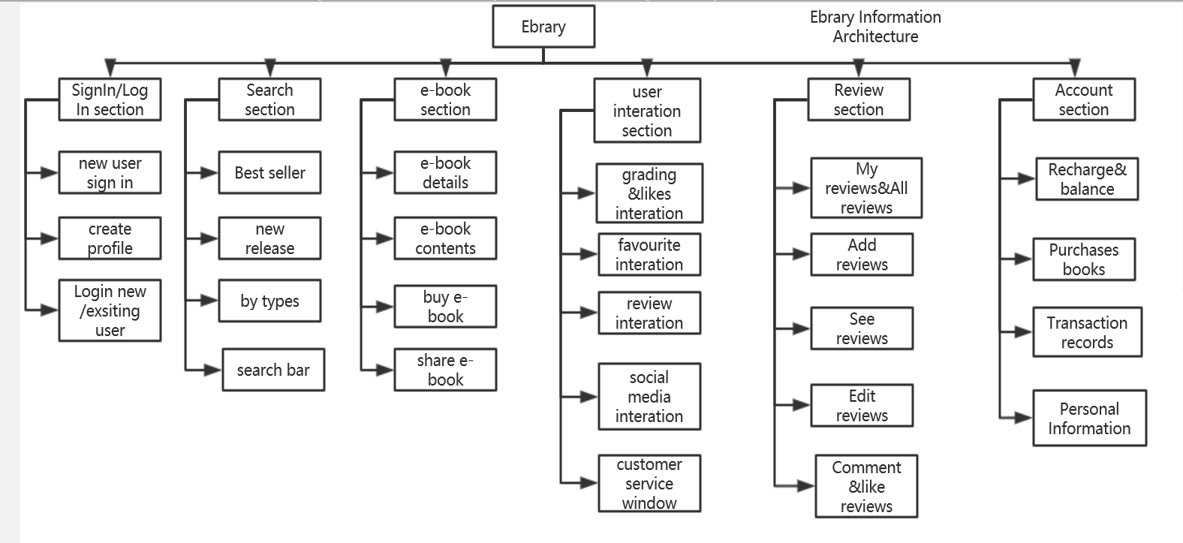 Ebrary
Ebrary Information
Architecture
SignIn/Log
In section
new user
sign in
create
profile
Login new
/exsiting
user
Search
section
Best seller
new
release
by types
search bar
e-book
section
e-book
details
e-book
contents
buy e-
book
share e-
book
user
interation
section
grading
&likes
interation
favourite
interation
review
interation
social
media
interation
customer
service
window
Review
section
My
reviews&All
reviews
Add
reviews
See
reviews
Edit
reviews
Comment
&like
reviews
Account
section
Recharge&
balance
Purchases
books
Transaction
records
Personal
Information